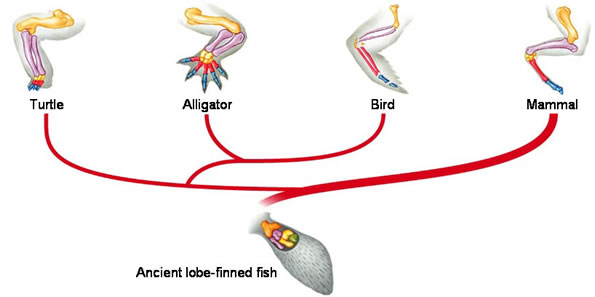 Turtle
Alligator
Bird
Mammal
Ancient lobe-finned fish